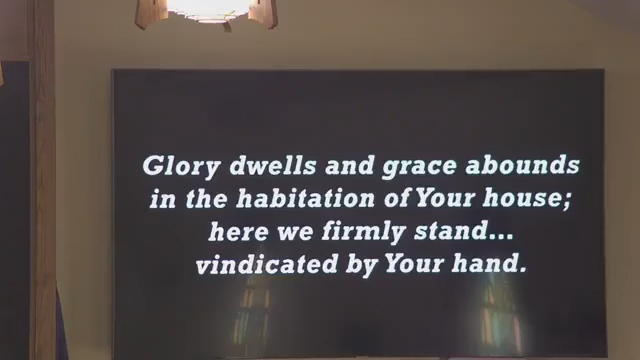 Glory dwells and grace abounds
in the habitation of Your house;
here we firmly stand...
vindicated by Your hand.